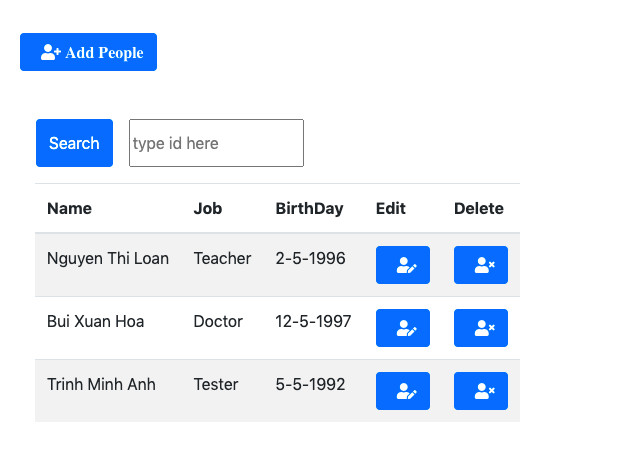 Add People
Search type id here
Name Job BirthDay Edit Delete
Nguyen Thi Loan Teacher 2-5-1996
Bui Xuan Hoa Doctor 12-5-1997
Trinh Minh Anh Tester 5-5-1992